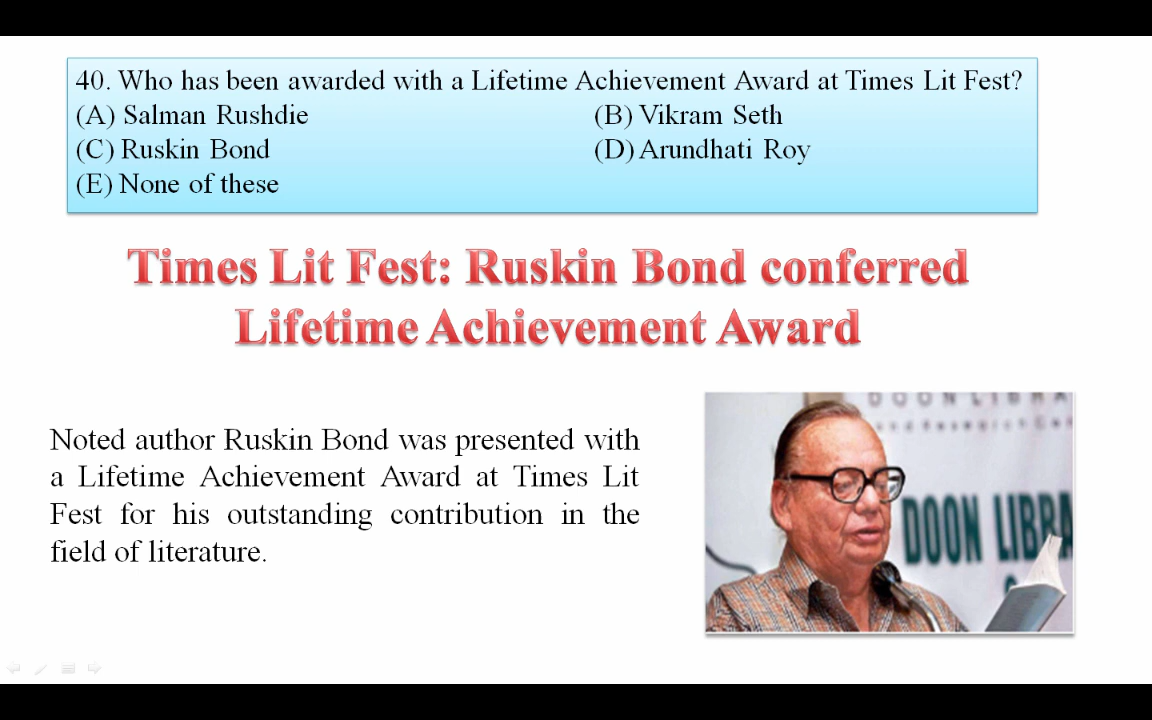 40. Who has been awarded with a Lifetime Achievement Award at Times Lit Fest?
(A) Salman Rushdie (B) Vikram Seth
(C) Ruskin Bond (D) Arundhati Roy
(E) None of these
Times Lit Fest: Ruskin Bond conferred
Lifetime Achievement Award
Noted author Ruskin Bond was presented with
a Lifetime Achievement Award at Times Lit
Fest for his outstanding contribution in the
field of literature.
DOON